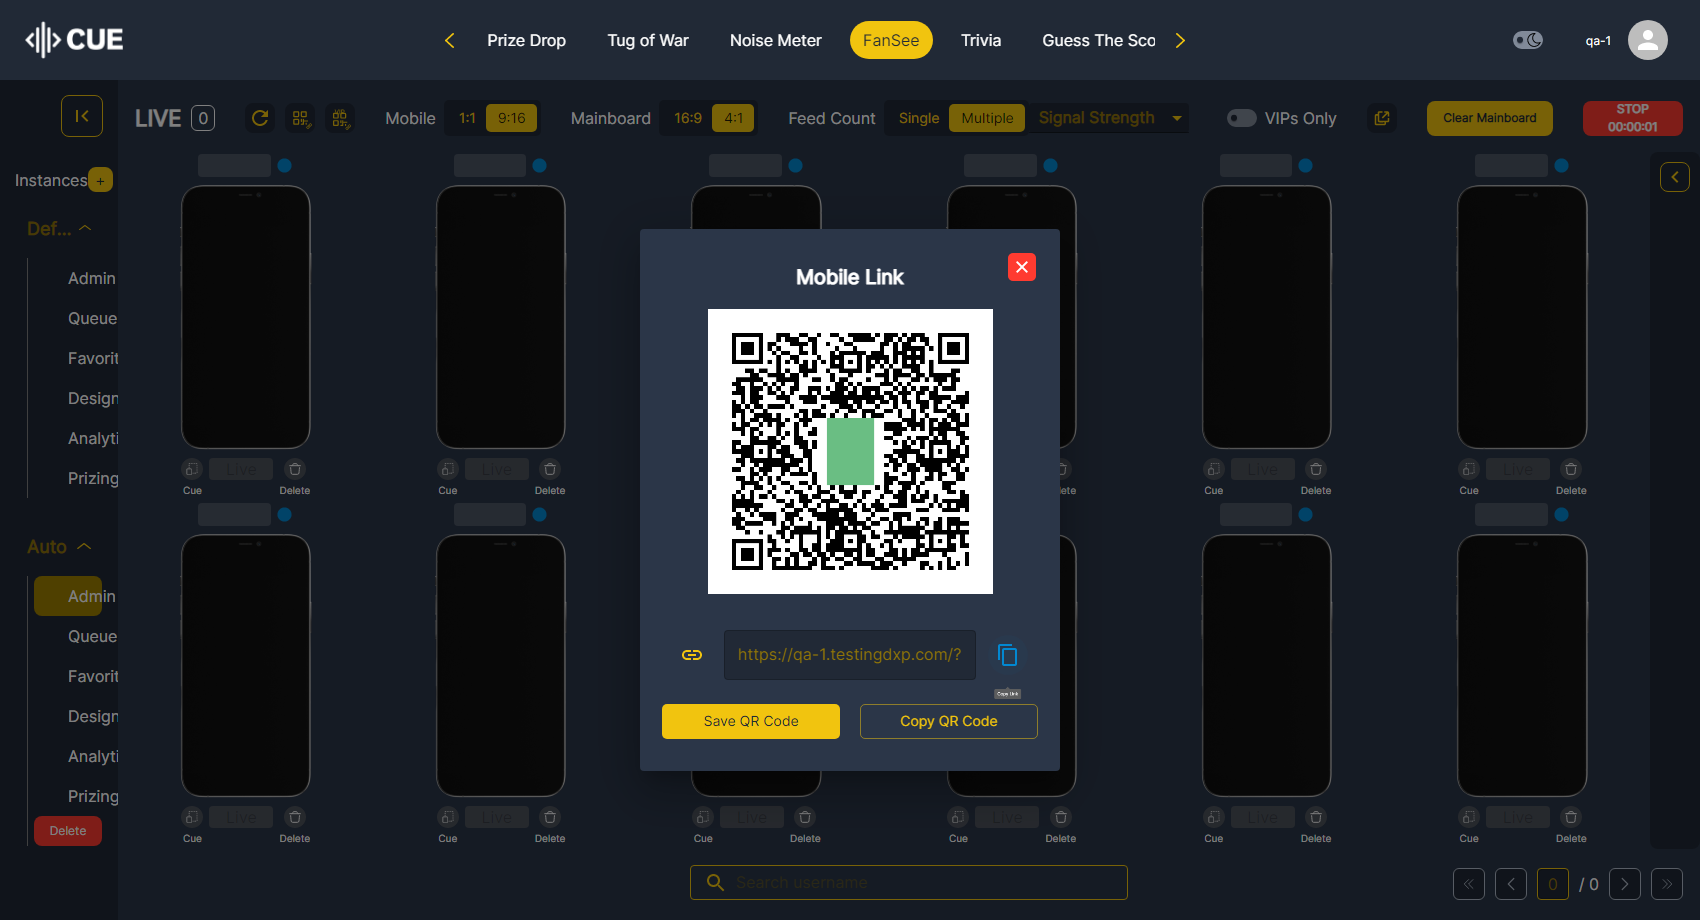 CUE
Prize Drop
Tug of War
Noise Meter
FanSee
Trivia
Guess The Sco
qa-1
LIVE 0
Mobile 1:1 9:16
Mainboard 16:9 4:1
Feed Count Single Multiple
Signal Strength
VIPs Only
Clear Mainboard
STOP
00:00:01
Instances +
Def...
Admin
Queue
Favorit
Design
Analyti
Prizing
Auto
Admin
Queue
Favorit
Design
Analyti
Prizing
Delete
Live Live Live Live
Cue Delete Cue Delete ete Cue Delete Cue Delete
Mobile Link
https://qa-1.testingdxp.com/?
Copy Link
Save QR Code
Copy QR Code
Live Live Live Live Live Live
Cue Delete Cue Delete Cue Delete Cue Delete Cue Delete Cue Delete
Search username
0 / 0